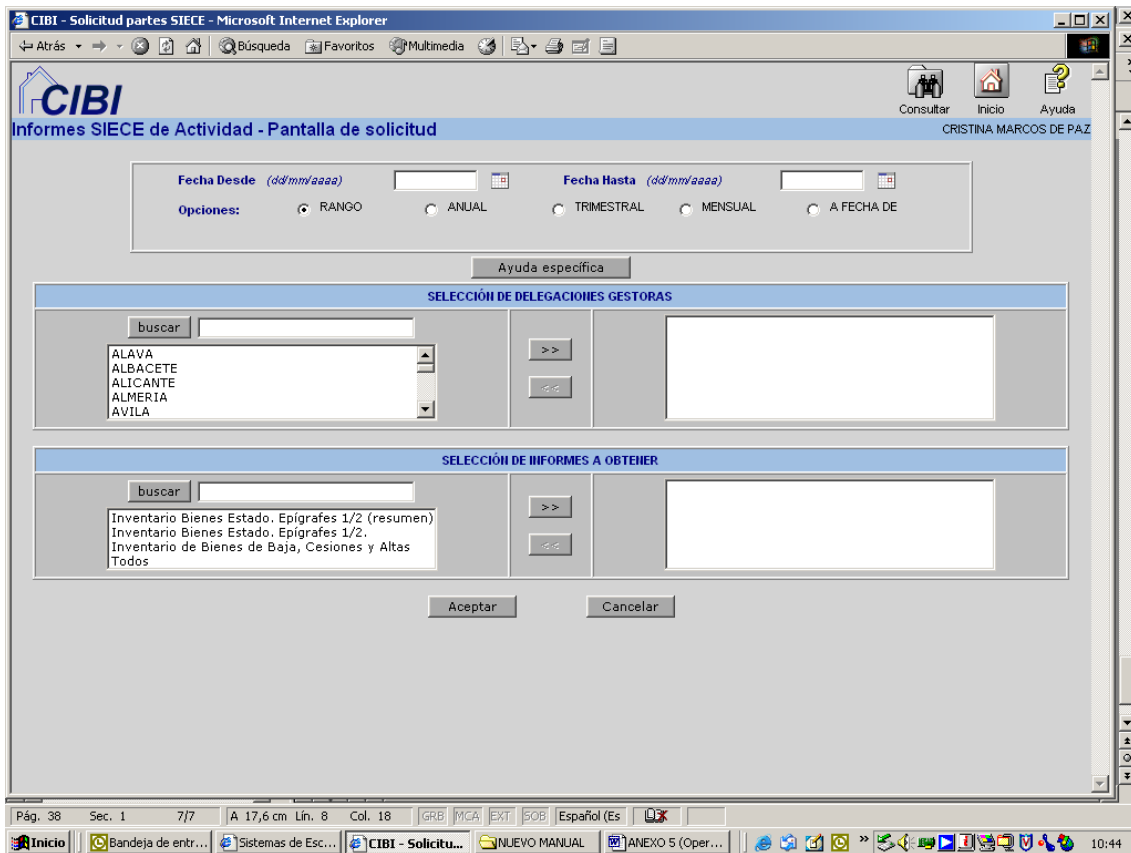 CIBI - Solicitud partes SIECE - Microsoft Internet Explorer
Atrás Búsqueda Favoritos Multimedia
CIBI
Consultar Inicio Ayuda
Informes SIECE de Actividad - Pantalla de solicitud CRISTINA MARCOS DE PAZ
Fecha Desde (dd/mm/aaaa) Fecha Hasta (dd/mm/aaaa)
Opciones: RANGO ANUAL TRIMESTRAL MENSUAL A FECHA DE
Ayuda específica
SELECCIÓN DE DELEGACIONES GESTORAS
buscar
ALAVA
ALBACETE
ALICANTE
ALMERIA
AVILA
>>
<<
SELECCIÓN DE INFORMES A OBTENER
buscar
Inventario Bienes Estado. Epígrafes 1/2 (resumen)
Inventario Bienes Estado. Epígrafes 1/2.
Inventario de Bienes de Baja, Cesiones y Altas
Todos
>>
<<
Aceptar Cancelar
Pág. 38 Sec. 1 7/7 A 17,6 cm Lín. 8 Col. 18 GRB MCA EXT SOB Español (Es
Inicio Bandeja de entr... Sistemas de Esc... CIBI - Solicitu... NUEVO MANUAL ANEXO 5 (Oper... » 10:44